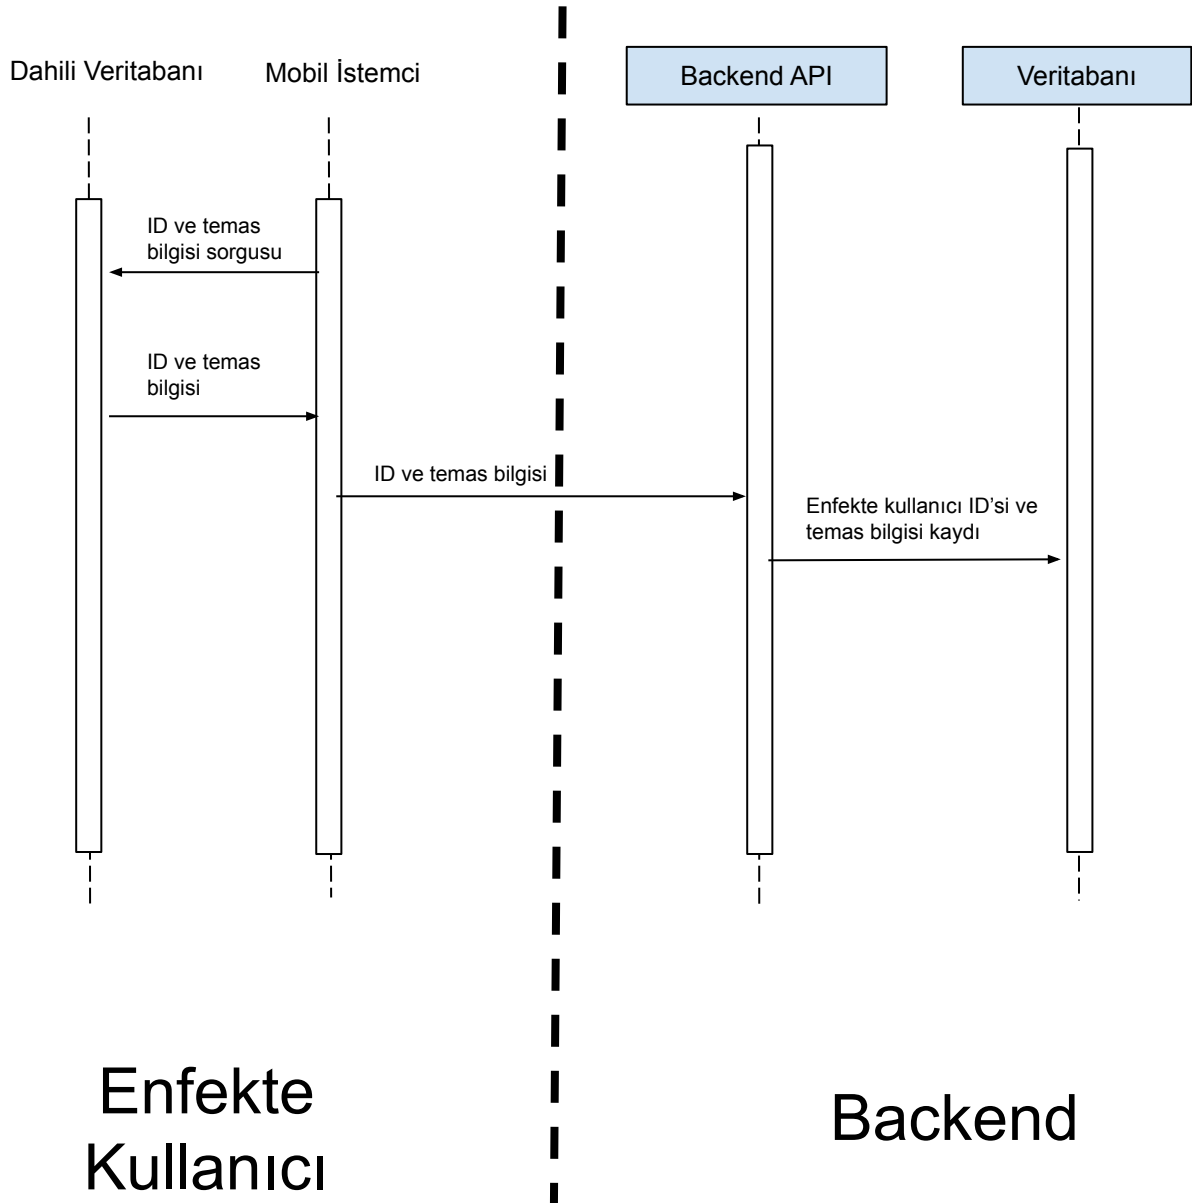 Dahili Veritabanı
Mobil İstemci
Backend API
Veritabanı
ID ve temas
bilgisi sorgusu
ID ve temas
bilgisi
ID ve temas bilgisi
Enfekte kullanıcı ID’si ve
temas bilgisi kaydı
Enfekte
Kullanıcı
Backend